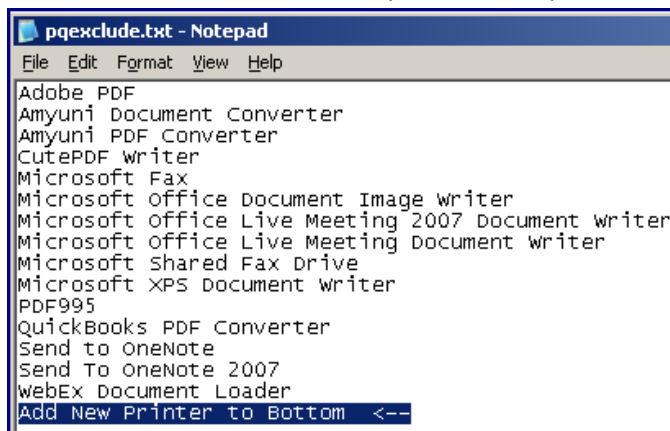 pqexclude.txt - Notepad
File Edit Format View Help
Adobe PDF
Amyuni Document Converter
Amyuni PDF Converter
CutePDF Writer
Microsoft Fax
Microsoft Office Document Image Writer
Microsoft Office Live Meeting 2007 Document Writer
Microsoft Office Live Meeting Document Writer
Microsoft Shared Fax Drive
Microsoft XPS Document Writer
PDF995
QuickBooks PDF Converter
Send to OneNote
Send To OneNote 2007
WebEx Document Loader
Add New Printer to Bottom <--